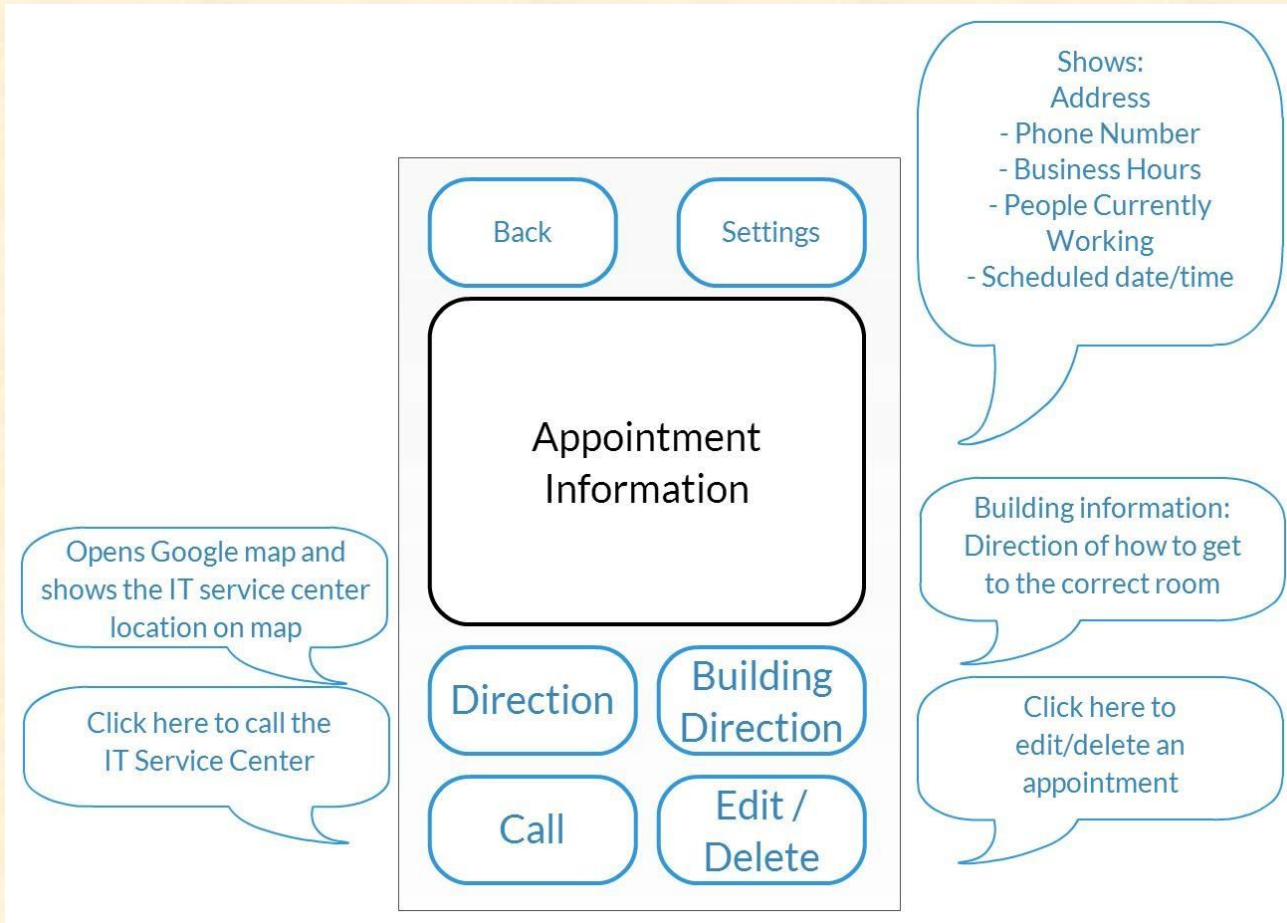 Shows:
Address
- Phone Number
- Business Hours
- People Currently
Working
- Scheduled date/time
Back
Settings
Appointment
Information
Opens Google map and
shows the IT service center
location on map
Building information:
Direction of how to get
to the correct room
Direction
Building
Direction
Click here to call the
IT Service Center
Click here to
edit/delete an
appointment
Call
Edit /
Delete